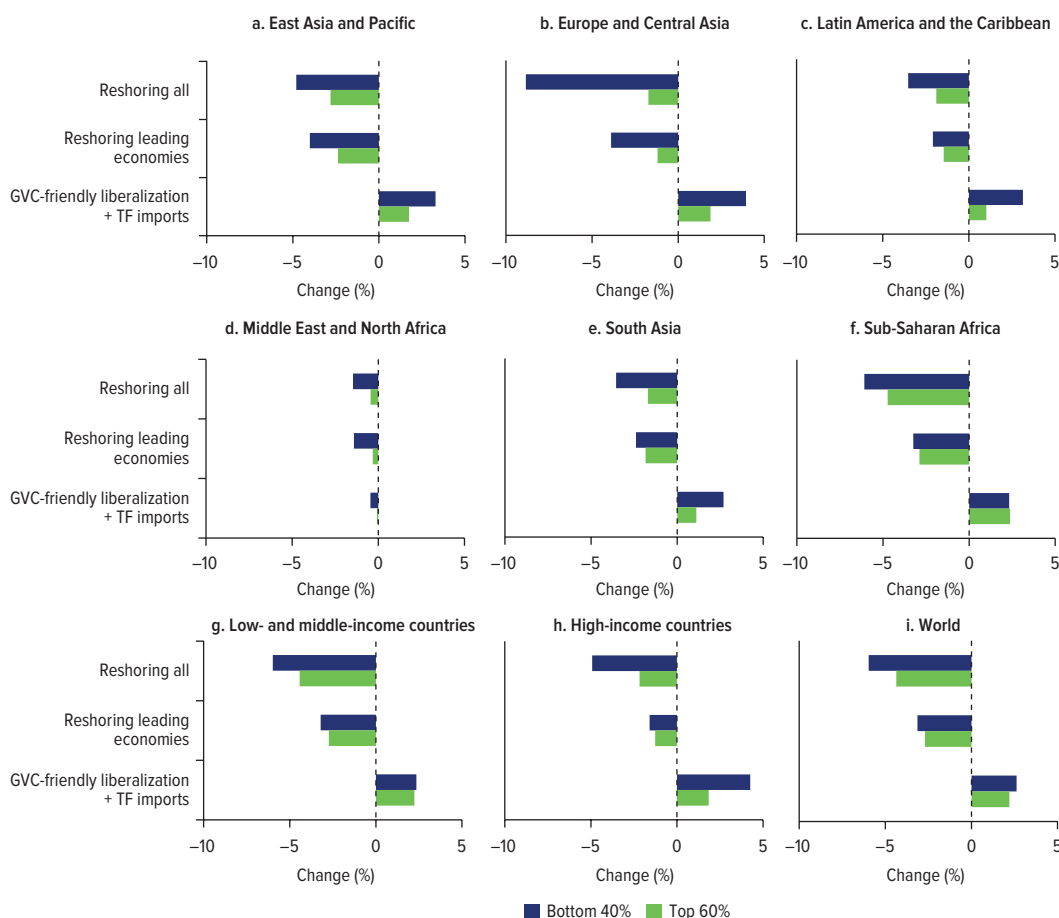 a. East Asia and Pacific
b. Europe and Central Asia
c. Latin America and the Caribbean
Reshoring all
Reshoring leading
economies
GVC-friendly liberalization
+ TF imports
–10 –5 0 5
–10 –5 0 5
–10 –5 0 5
Change (%)
Change (%)
Change (%)
d. Middle East and North Africa
e. South Asia
f. Sub-Saharan Africa
Reshoring all
Reshoring leading
economies
GVC-friendly liberalization
+ TF imports
–10 –5 0 5
–10 –5 0 5
–10 –5 0 5
Change (%)
Change (%)
Change (%)
g. Low- and middle-income countries
h. High-income countries
i. World
Reshoring all
Reshoring leading
economies
GVC-friendly liberalization
+ TF imports
–10 –5 0 5
–10 –5 0 5
–10 –5 0 5
Change (%)
Change (%)
Change (%)
Bottom 40% Top 60%